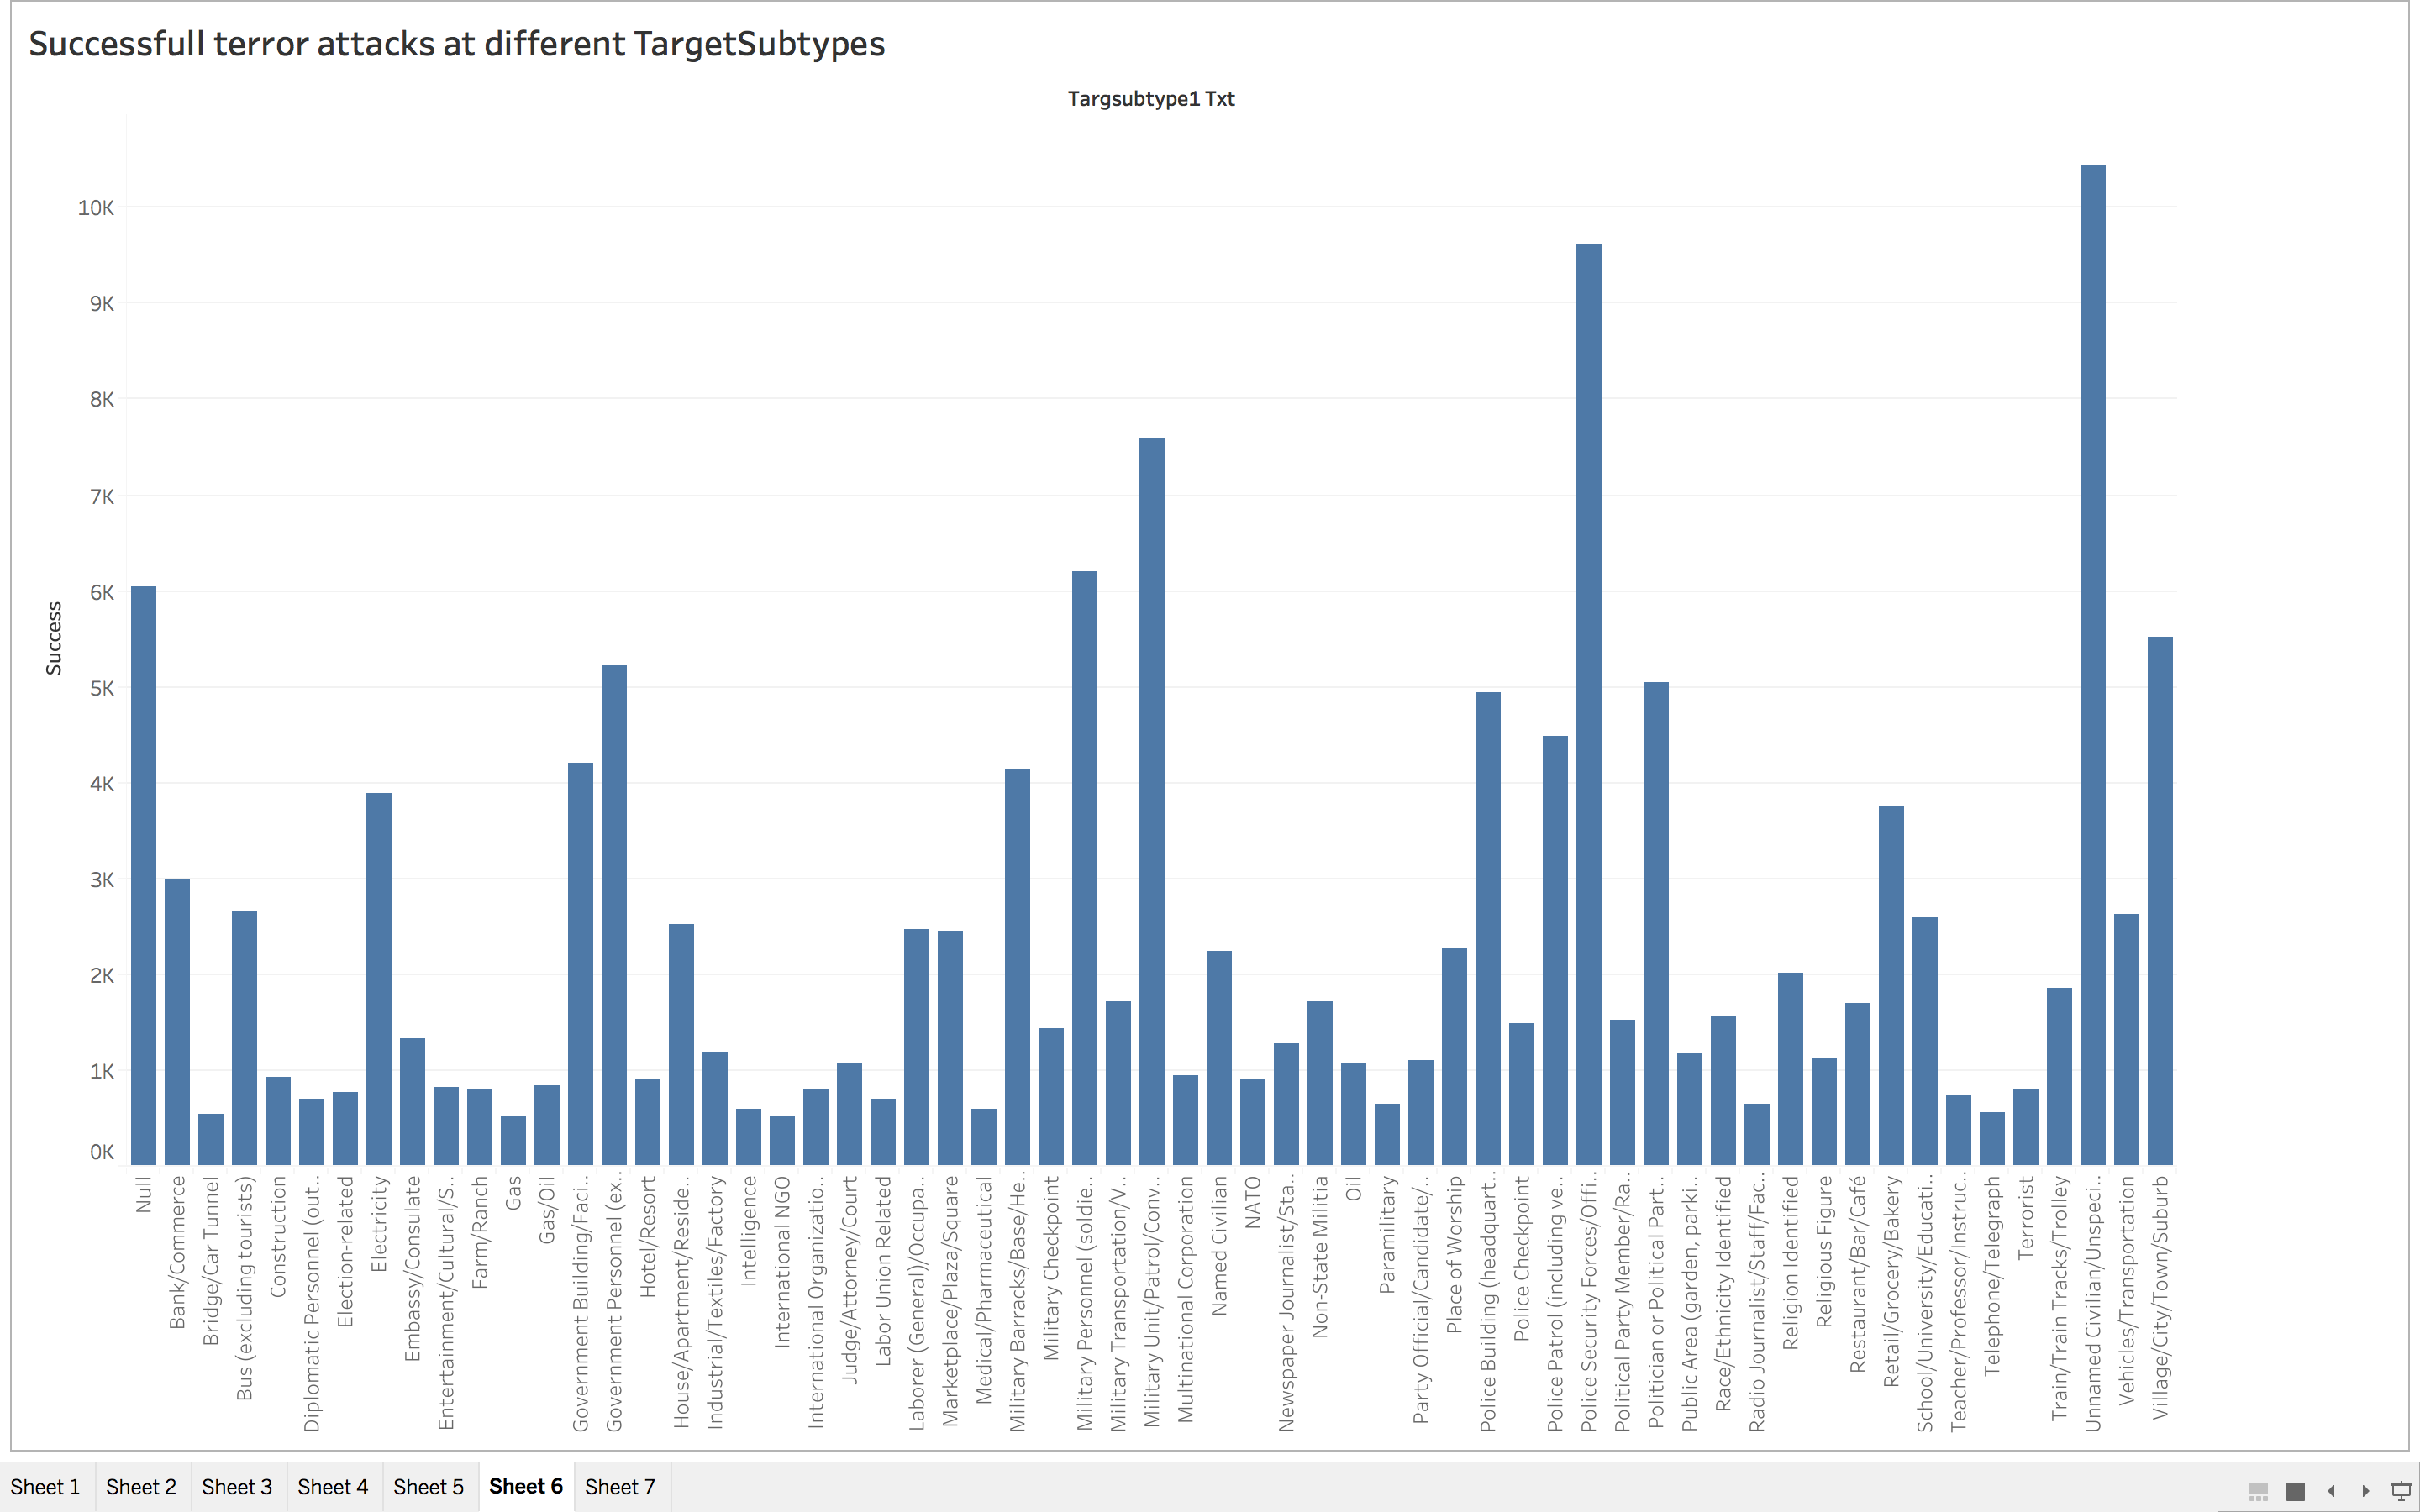 Successfull terror attacks at different TargetSubtypes
Targsubtype1 Txt
10K
9K
8K
7K
6K
5K
4K
3K
2K
1K
0K
Success
Null
Bank/Commerce
Bridge/Car Tunnel
Bus (excluding tourists)
Construction
Diplomatic Personnel (out..
Election-related
Electricity
Embassy/Consulate
Entertainment/Cultural/S..
Farm/Ranch
Gas
Gas/Oil
Government Building/Faci..
Government Personnel (ex..
Hotel/Resort
House/Apartment/Reside..
Industrial/Textiles/Factory
Intelligence
International NGO
International Organizatio..
Judge/Attorney/Court
Labor Union Related
Laborer (General)/Occupa..
Marketplace/Plaza/Square
Medical/Pharmaceutical
Military Barracks/Base/He..
Military Checkpoint
Military Personnel (soldie..
Military Transportation/V..
Military Unit/Patrol/Conv..
Multinational Corporation
Named Civilian
NATO
Newspaper Journalist/Sta..
Non-State Militia
Oil
Paramilitary
Party Official/Candidate/..
Place of Worship
Police Building (headquart..
Police Checkpoint
Police Patrol (including ve..
Police Security Forces/Offi..
Political Party Member/Ra..
Politician or Political Part..
Public Area (garden, parki..
Race/Ethnicity Identified
Radio Journalist/Staff/Fac..
Religion Identified
Religious Figure
Restaurant/Bar/Café
Retail/Grocery/Bakery
School/University/Educati..
Teacher/Professor/Instruc..
Telephone/Telegraph
Terrorist
Train/Train Tracks/Trolley
Unnamed Civilian/Unspeci..
Vehicles/Transportation
Village/City/Town/Suburb
Sheet 1 Sheet 2 Sheet 3 Sheet 4 Sheet 5 Sheet 6 Sheet 7